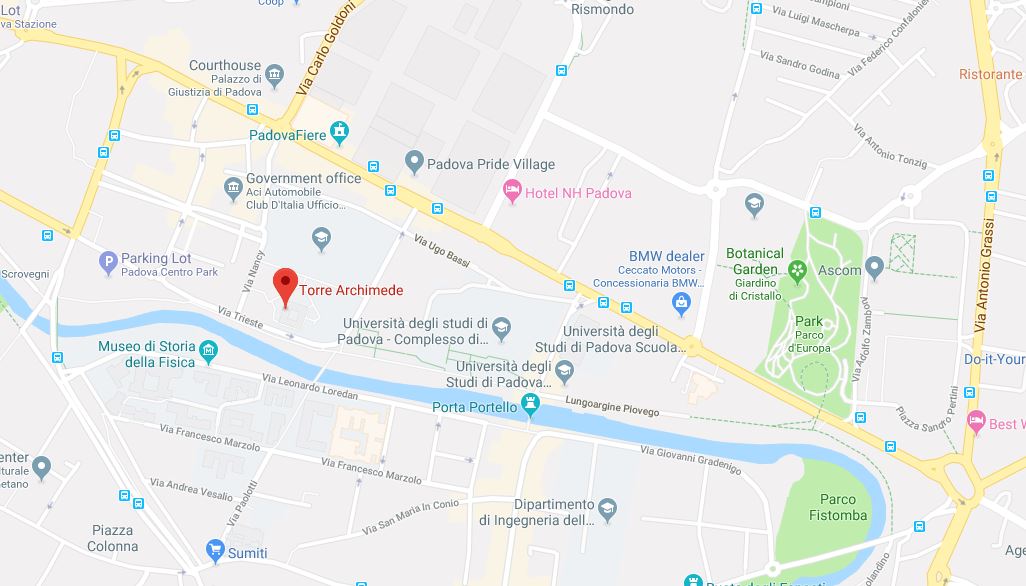 Lot
va Stazione
Coop
Rismondo
Campioni
Via Luigi Mascherpa
Via Federico Confalonieri
Via Sandro Godina
Ristorante
Via Carlo Goldoni
Courthouse
Palazzo di
Giustizia di Padova
PadovaFiere
Padova Pride Village
Via Antonio Tonzig
Government office
Aci Automobile
Club D'Italia Ufficio...
Hotel NH Padova
Via Antonio Grassi
Via Ugo Bassi
Parking Lot
Padova Centro Park
Via Nancy
Scrovegni
BMW dealer
Ceccato Motors -
Concessionaria BMW...
Botanical
Garden
Giardino
di Cristallo
Ascom
Torre Archimede
Via Trieste
Università degli studi di
Padova - Complesso di...
Università degli
Studi di Padova Scuola...
Park
Parco
d'Europa
Via Adolfo Zamboni
Do-it-Your
Museo di Storia
della Fisica
Università degli
Studi di Padova...
Via Leonardo Loredan
Porta Portello
Lungoargine Piovego
Piazza Sandro Pertini
Best W
Via Francesco Marzolo
Via Francesco Marzolo
Via Giovanni Gradenigo
enter
lturale
etano
Via Andrea Vesalio
Via Paolotti
Via San Maria In Conio
Dipartimento
di Ingegneria dell...
Parco
Fistomba
Piazza
Colonna
Sumiti
Age
olandino